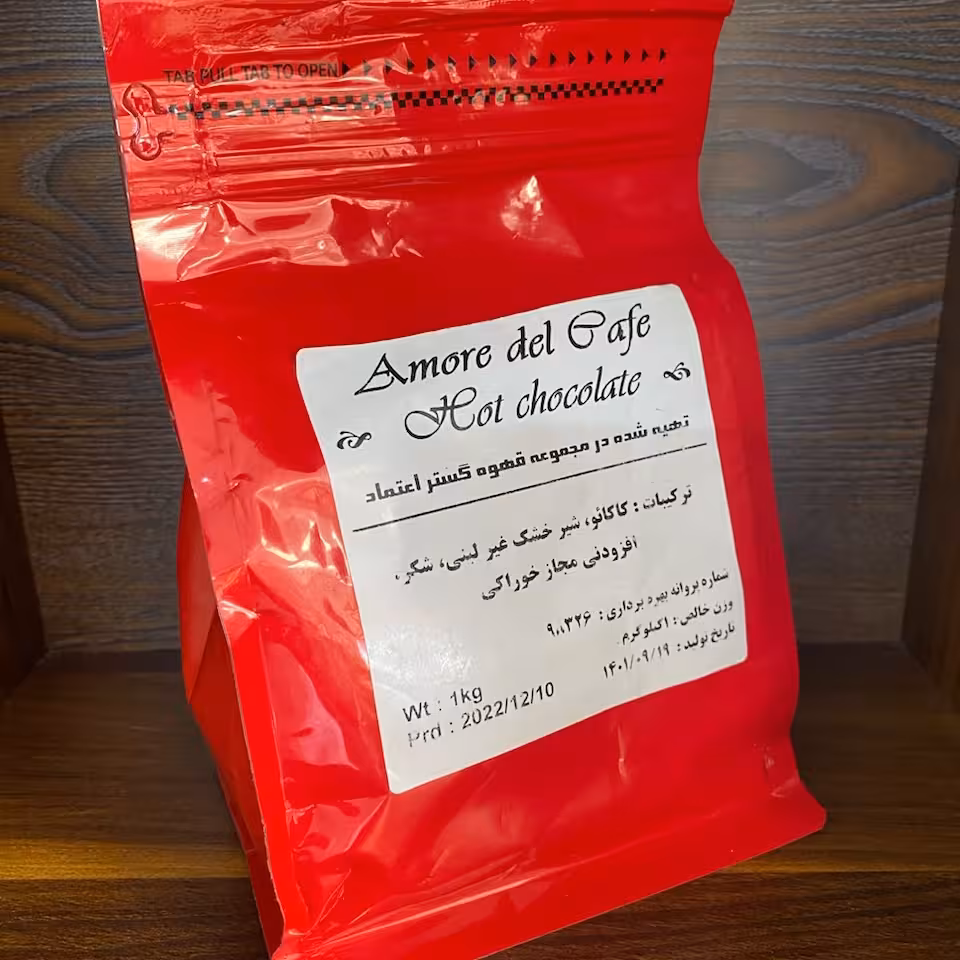 TAB PULL TAB TO OPEN
Amore del Cafe
Hot chocolate
تهیه شده در مجموعه قهوه گستر اعتماد
ترکیبات : کاکائو، شیر خشک غیر لبنی، شکر،
افزودنی مجاز خوراکی
شماره پروانه بهره برداری : ۹۰۸۳۲۶
وزن خالص : ۱کیلوگرم
تاریخ تولید : ۱۴۰۱/۰۹/۱۹
Wt : 1kg
Prd : 2022/12/10